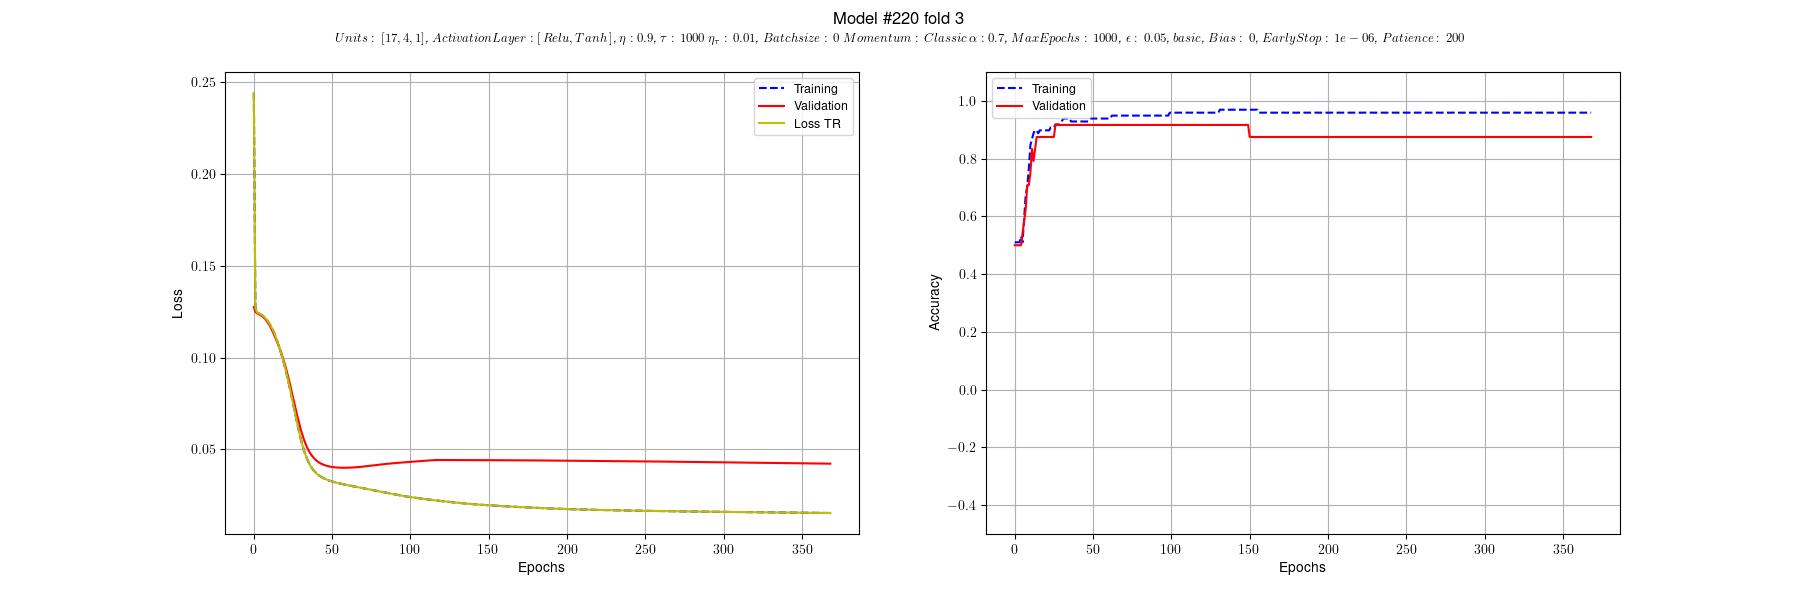 Model #220 fold 3
Units : [17, 4, 1], ActivationLayer : [Relu, Tanh], η : 0.9, τ : 1000 η_τ : 0.01, Batchsize : 0 Momentum : Classic α : 0.7, MaxEpochs : 1000, ϵ : 0.05, basic, Bias : 0, EarlyStop : 1e − 06, Patience : 200
Training
Validation
Loss TR
0.25
0.20
0.15
0.10
0.05
Loss
0 50 100 150 200 250 300 350
Epochs
Training
Validation
1.0
0.8
0.6
0.4
0.2
0.0
−0.2
−0.4
Accuracy
0 50 100 150 200 250 300 350
Epochs